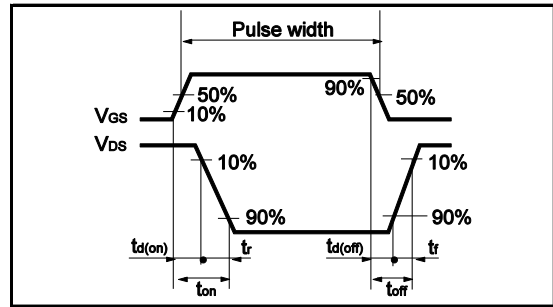 Pulse width
90%
50%
50%
VGS
10%
VDS
10%
10%
90%
90%
td(on)
tr
td(off)
tf
ton
toff